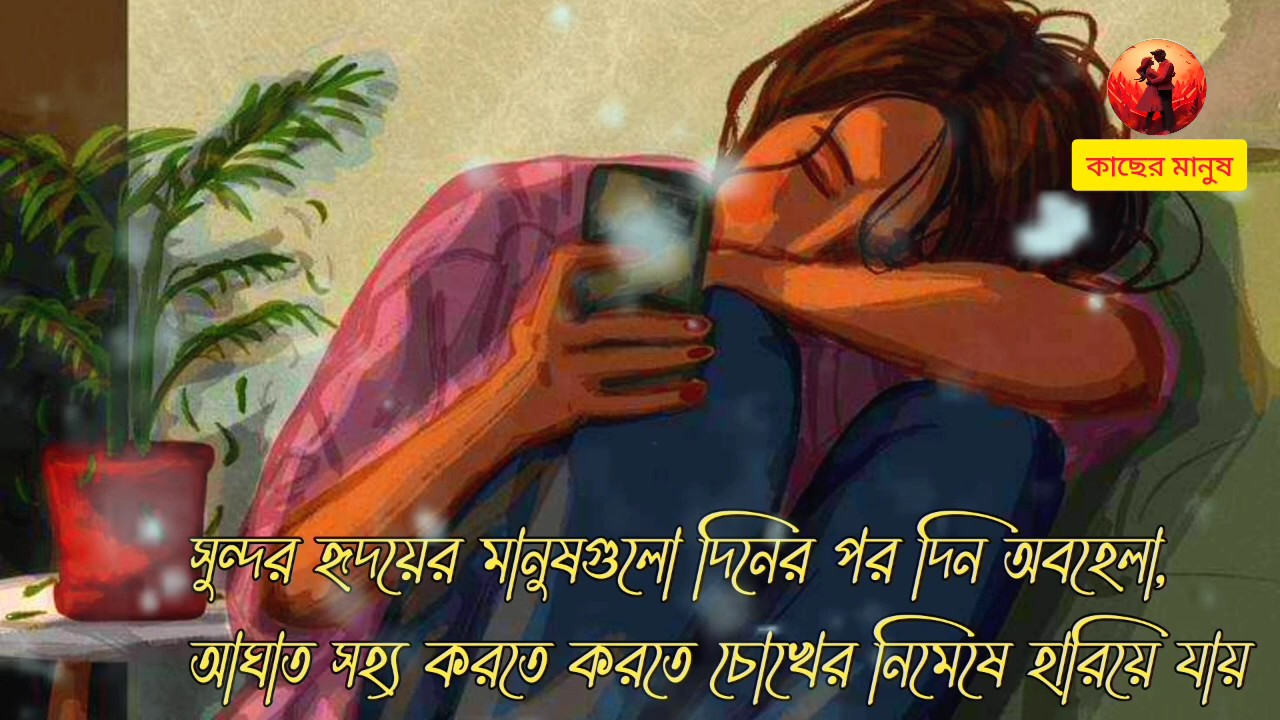 কাছের মানুষ
সুন্দর হৃদয়ের মানুষগুলো দিনের পর দিন অবহেলা,
আঘাত সহ্য করতে করতে চোখের নিমেষে হারিয়ে যায়